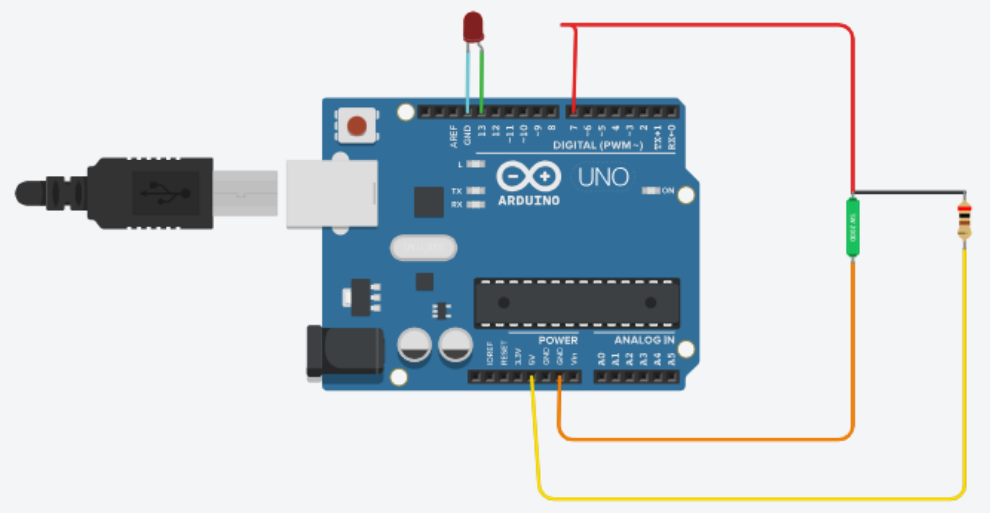 AREF
GND
13
12
~11
~10
~9
8
7
~6
~5
4
~3
2
TX→1
RX←0
DIGITAL (PWM~)
L
TX
RX
ARDUINO
UNO
ON
SW 200D
POWER
ANALOG IN
IOREF
RESET
3.3V
5V
GND
GND
Vin
A0
A1
A2
A3
A4
A5